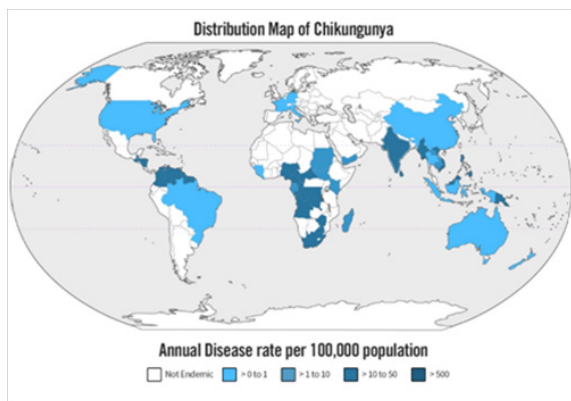 Distribution Map of Chikungunya
Annual Disease rate per 100,000 population
Not Endemic > 0 to 1 > 1 to 10 > 10 to 50 > 500